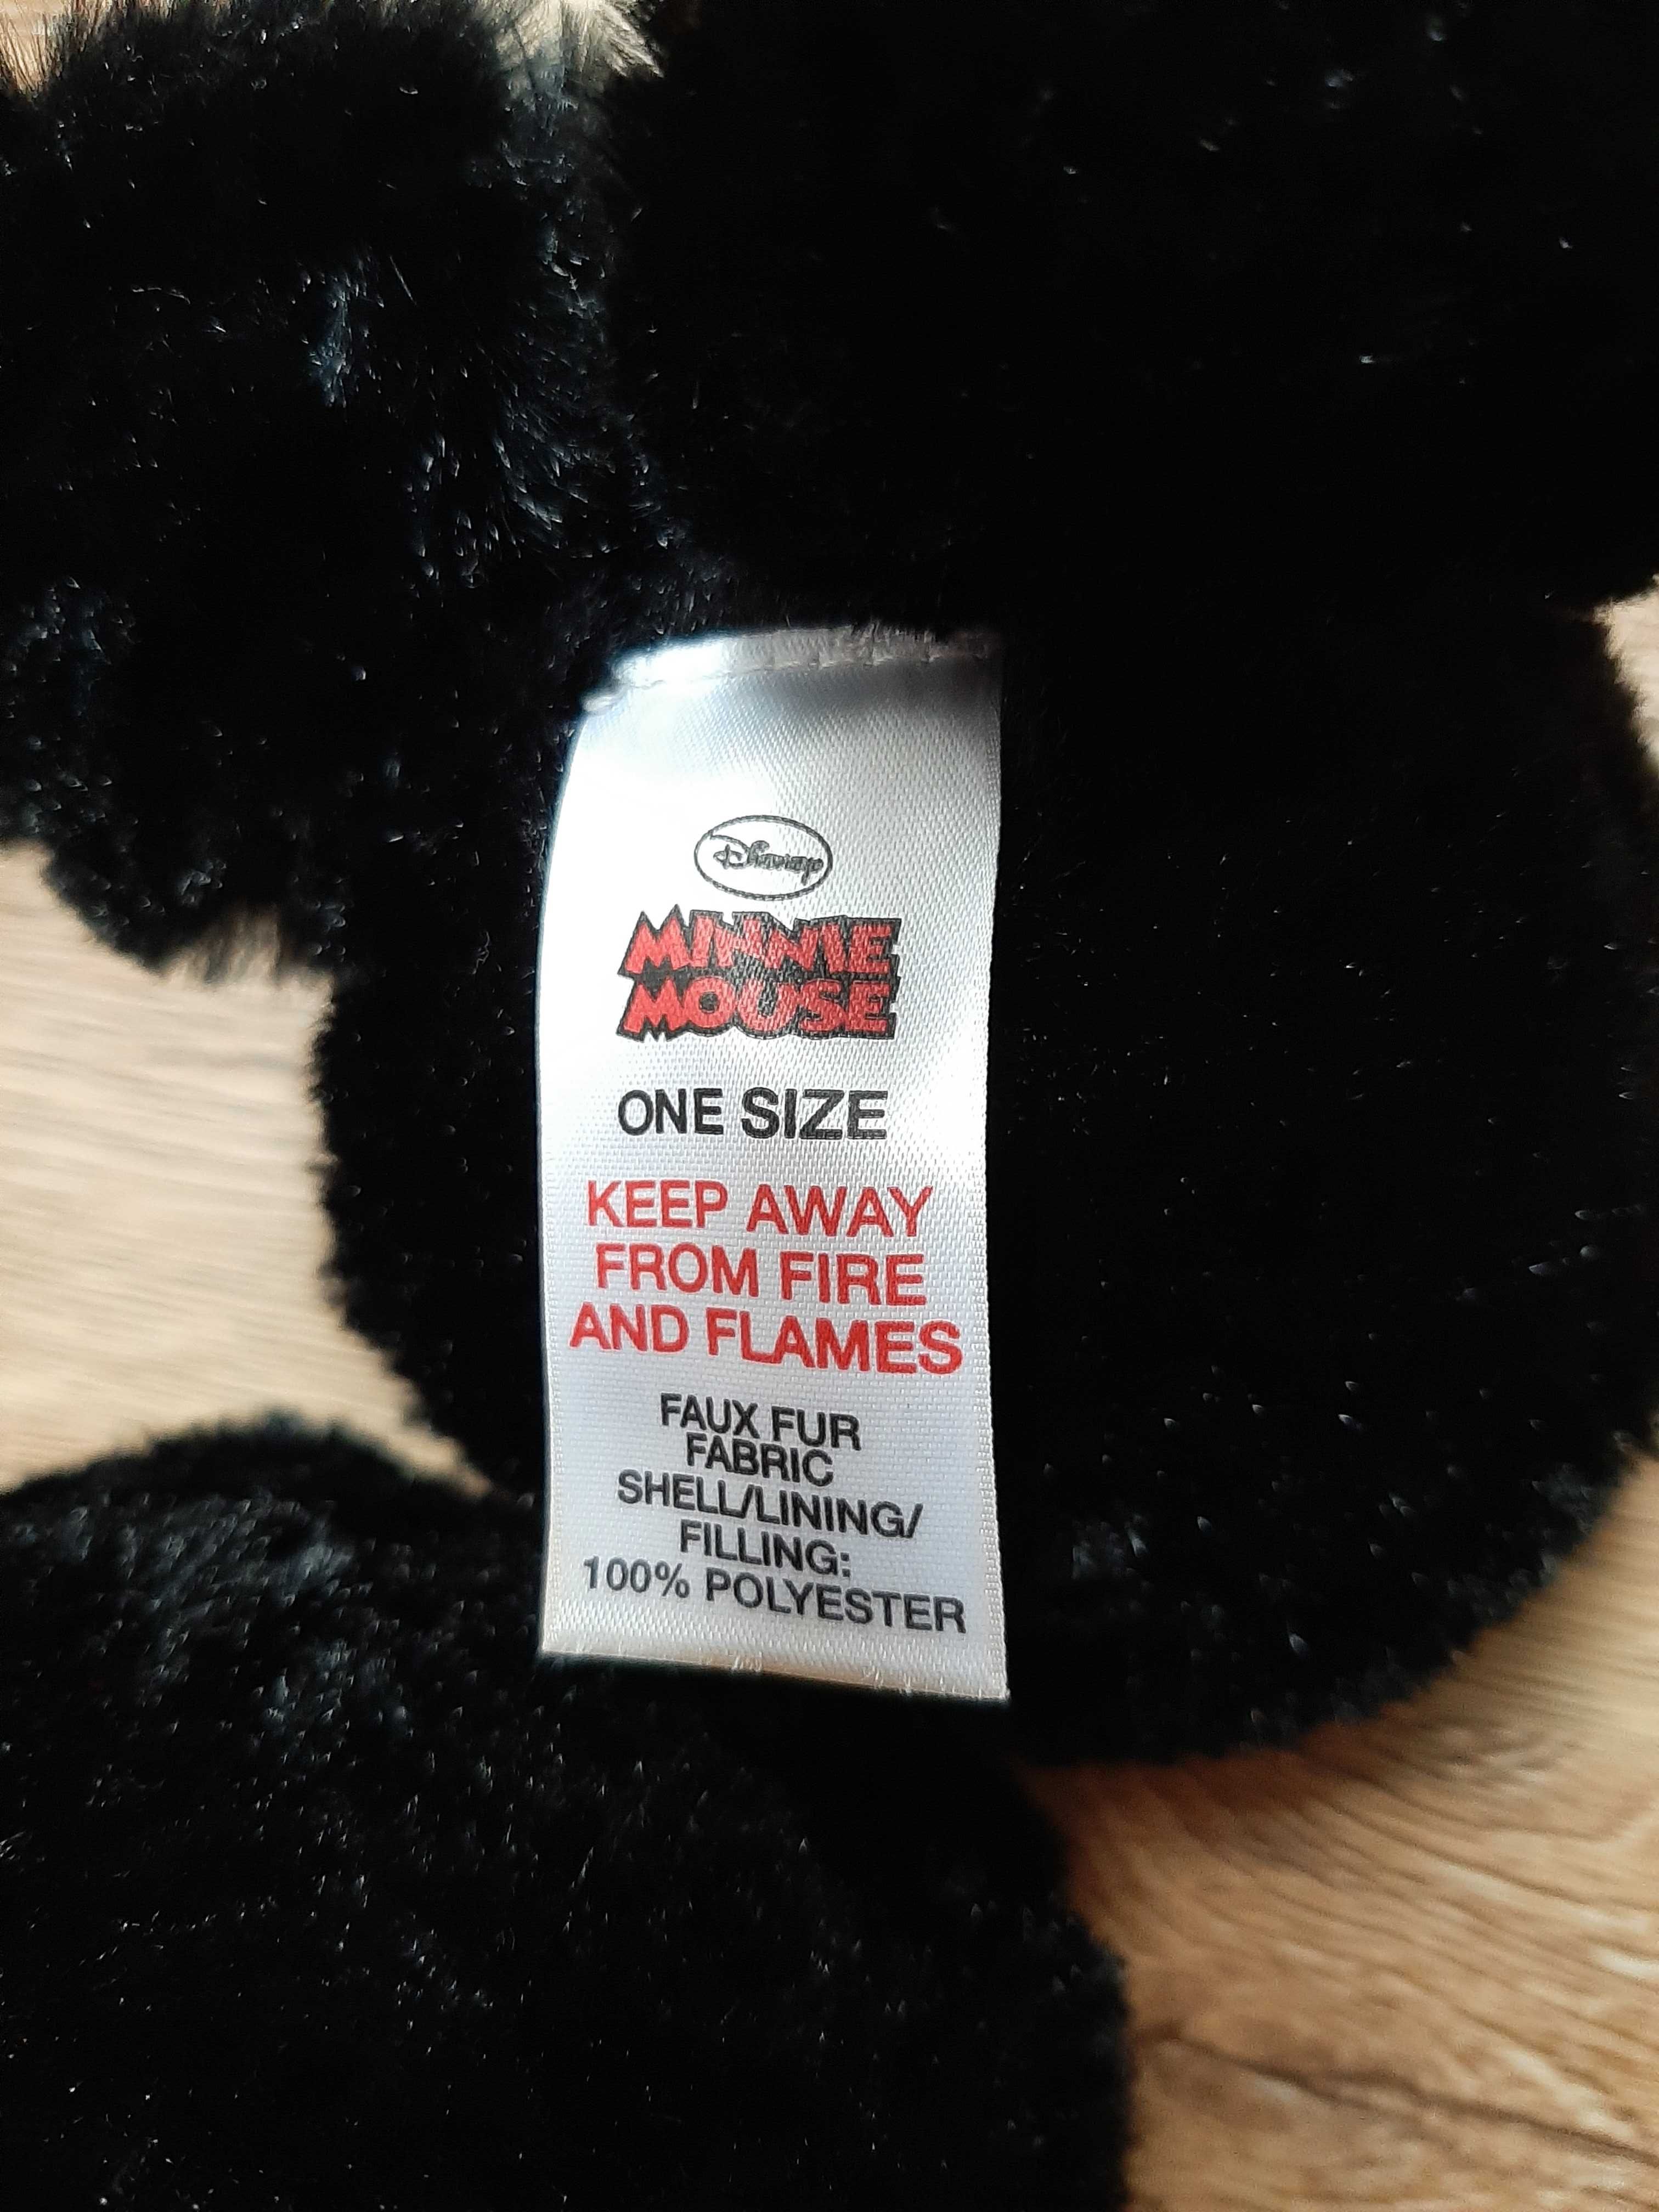 Disney
MINNIE
MOUSE
ONE SIZE
KEEP AWAY
FROM FIRE
AND FLAMES
FAUX FUR
FABRIC
SHELL/LINING/
FILLING:
100% POLYESTER